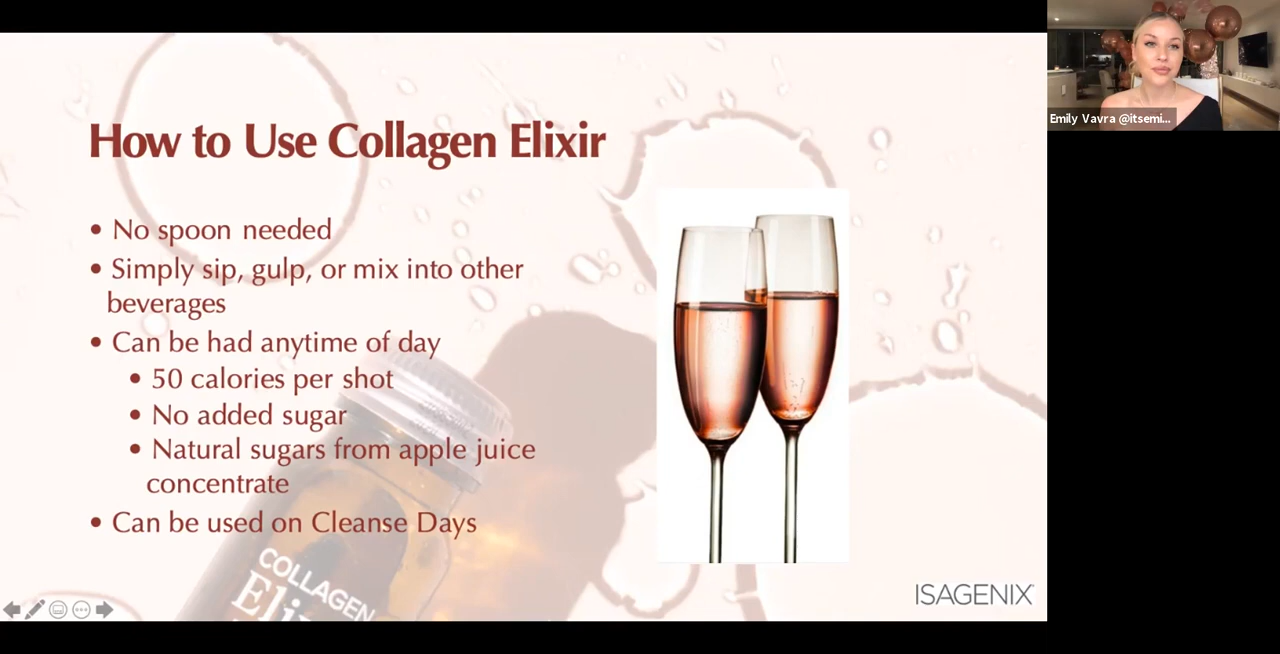 How to Use Collagen Elixir
• No spoon needed
• Simply sip, gulp, or mix into other
beverages
• Can be had anytime of day
• 50 calories per shot
• No added sugar
• Natural sugars from apple juice
concentrate
• Can be used on Cleanse Days
COLLAGEN
ISAGENIX
Emily Vavra @itsemi...